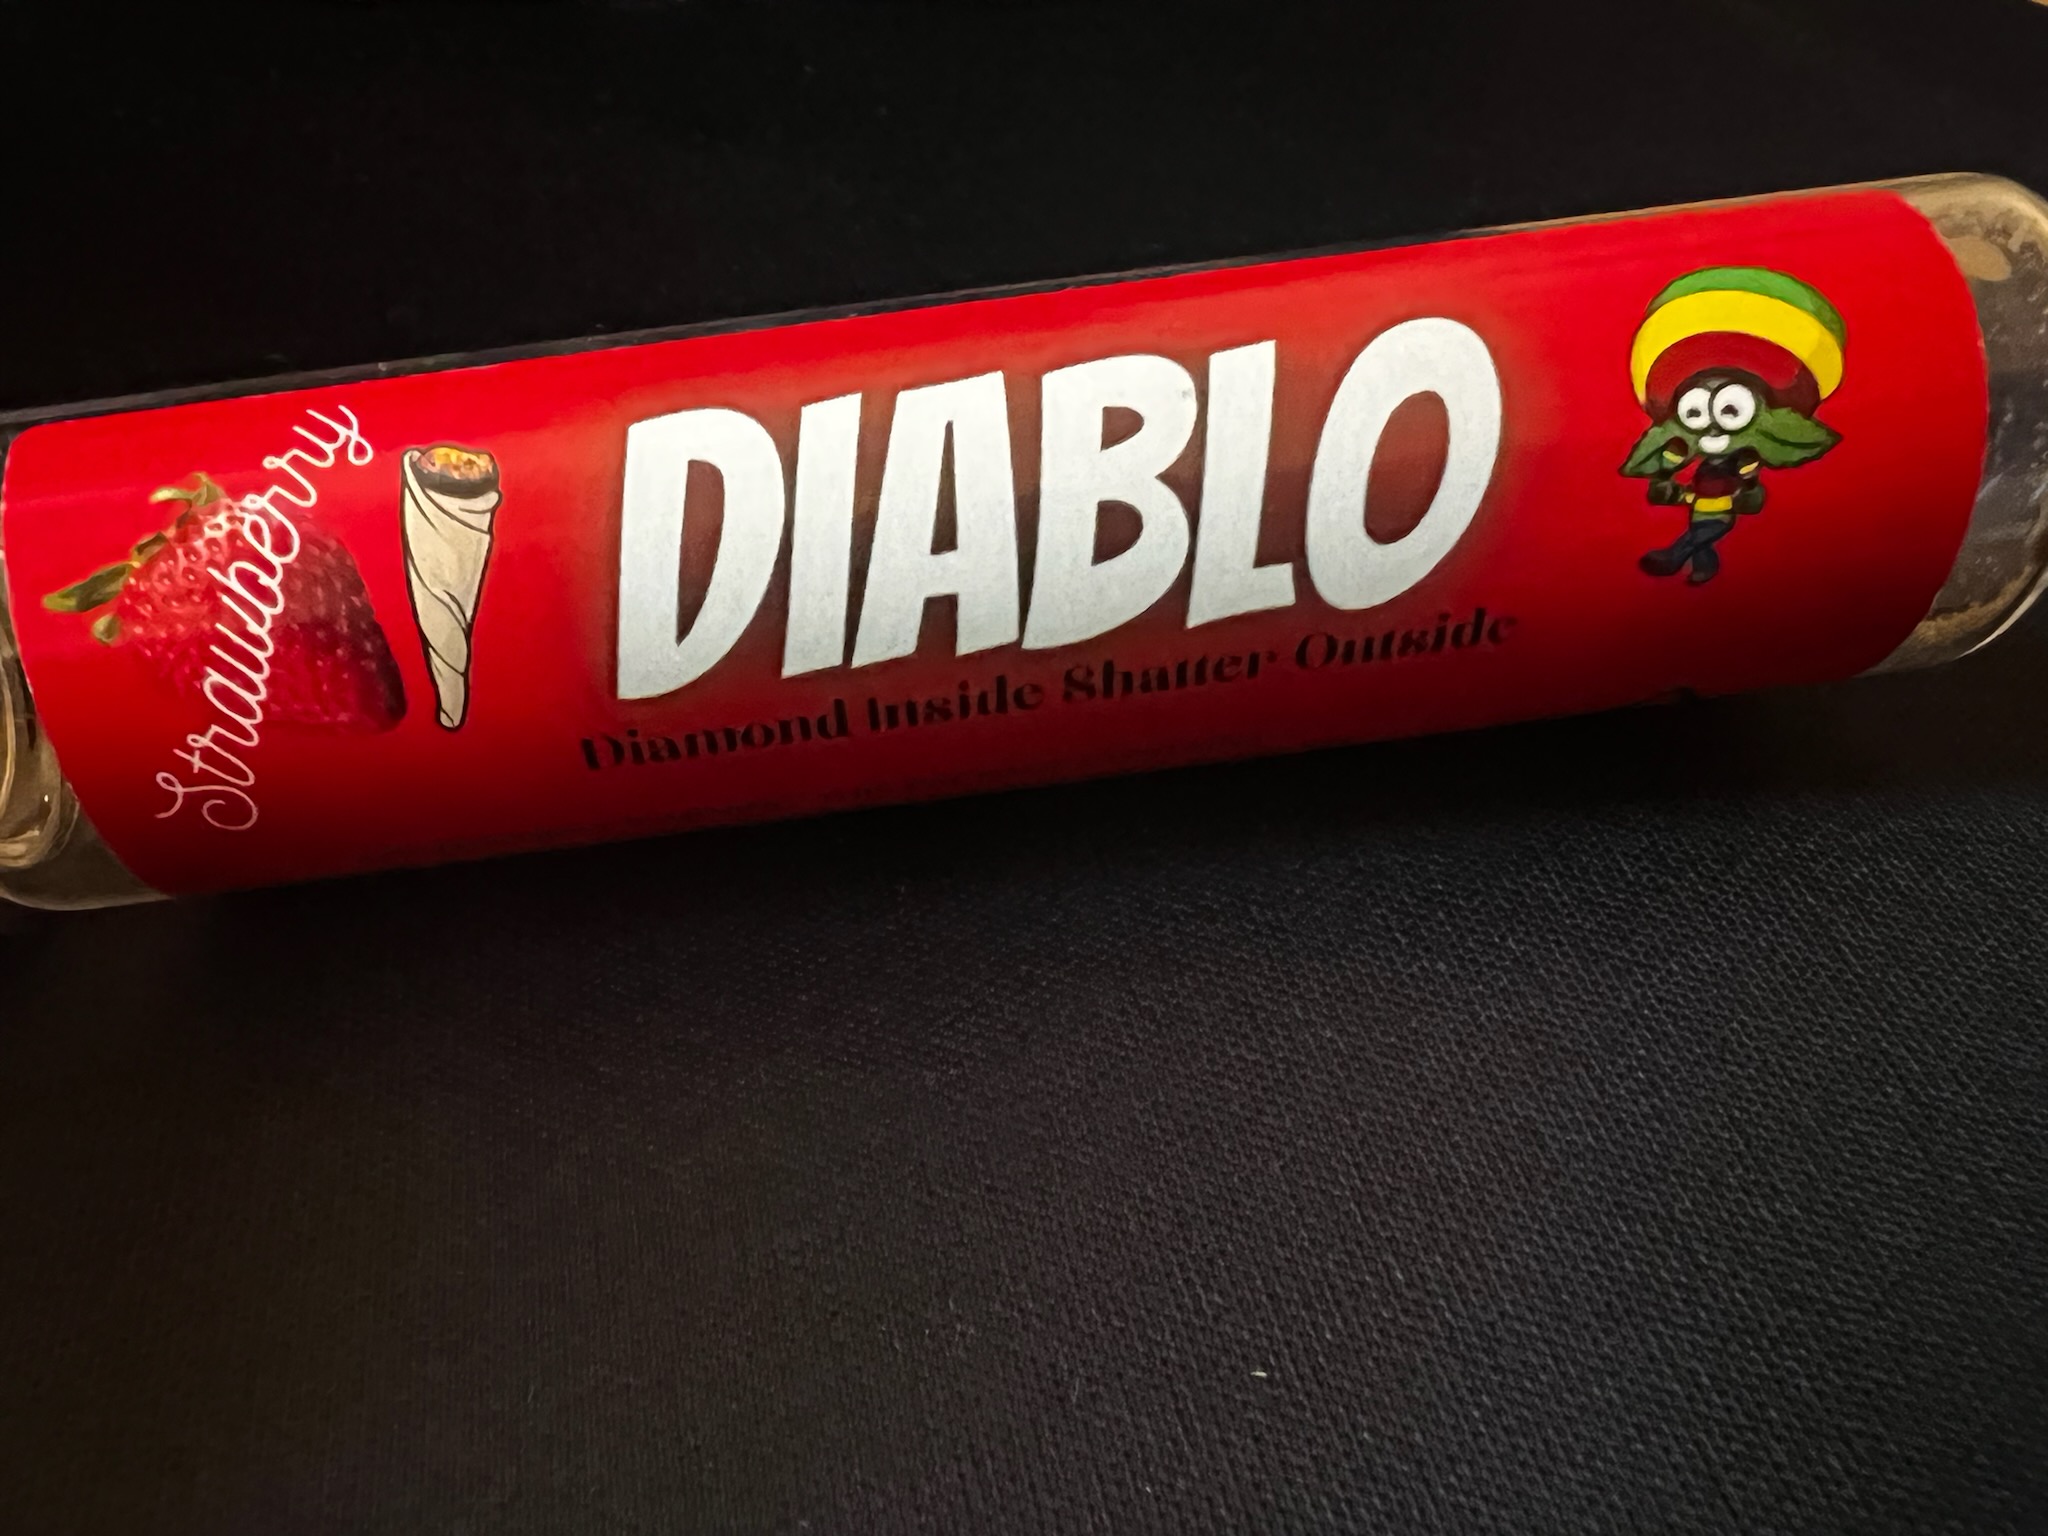 Strawberry
DIABLO
Diamond Inside Shatter Outside